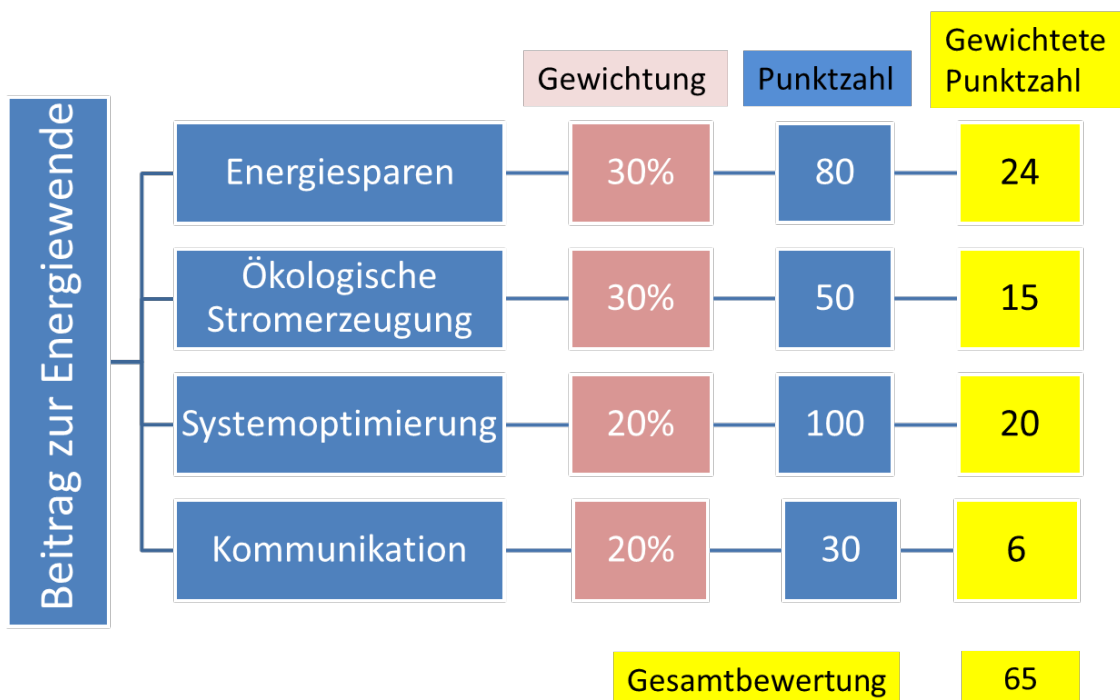 Gewichtung Punktzahl Gewichtete
Punktzahl
Beitrag zur Energiewende
Energiesparen 30% 80 24
Ökologische
Stromerzeugung 30% 50 15
Systemoptimierung 20% 100 20
Kommunikation 20% 30 6
Gesamtbewertung 65